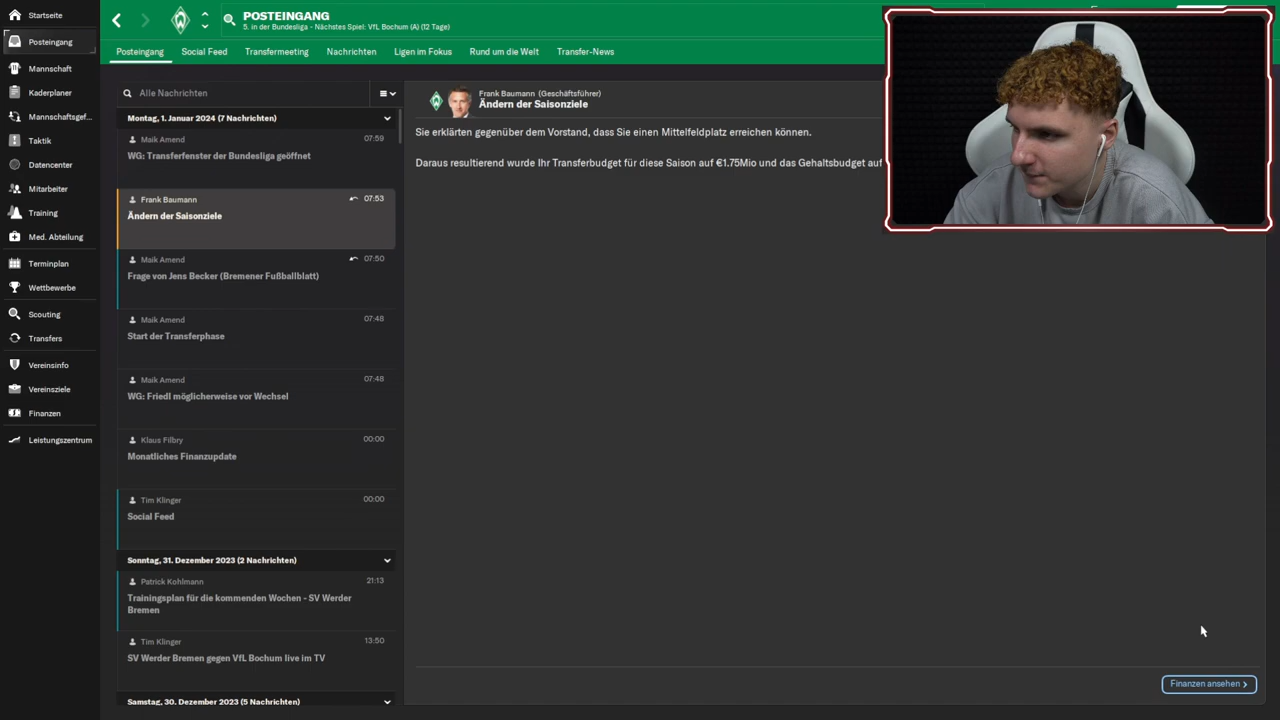 Startseite
Posteingang
Mannschaft
Kaderplaner
Mannschaftsgef...
Taktik
Datencenter
Mitarbeiter
Training
Med. Abteilung
Terminplan
Wettbewerbe
Scouting
Transfers
Vereinsinfo
Vereinsziele
Finanzen
Leistungszentrum
POSTEINGANG
5. in der Bundesliga - Nächstes Spiel: VfL Bochum (A) (12 Tage)
Posteingang Social Feed Transfermeeting Nachrichten Ligen im Fokus Rund um die Welt Transfer-News
Alle Nachrichten
Montag, 1. Januar 2024 (7 Nachrichten)
Maik Amend 07:59
WG: Transferfenster der Bundesliga geöffnet
Frank Baumann 07:53
Ändern der Saisonziele
Maik Amend 07:50
Frage von Jens Becker (Bremener Fußballblatt)
Maik Amend 07:48
Start der Transferphase
Maik Amend 07:48
WG: Friedl möglicherweise vor Wechsel
Klaus Filbry 00:00
Monatliches Finanzupdate
Tim Klinger 00:00
Social Feed
Sonntag, 31. Dezember 2023 (2 Nachrichten)
Patrick Kohlmann 21:13
Trainingsplan für die kommenden Wochen - SV Werder
Bremen
Tim Klinger 13:50
SV Werder Bremen gegen VfL Bochum live im TV
Samstag, 30. Dezember 2023 (5 Nachrichten)
Frank Baumann (Geschäftsführer)
Ändern der Saisonziele
Sie erklärten gegenüber dem Vorstand, dass Sie einen Mittelfeldplatz erreichen können.
Daraus resultierend wurde Ihr Transferbudget für diese Saison auf €1.75Mio und das Gehaltsbudget auf
Finanzen ansehen